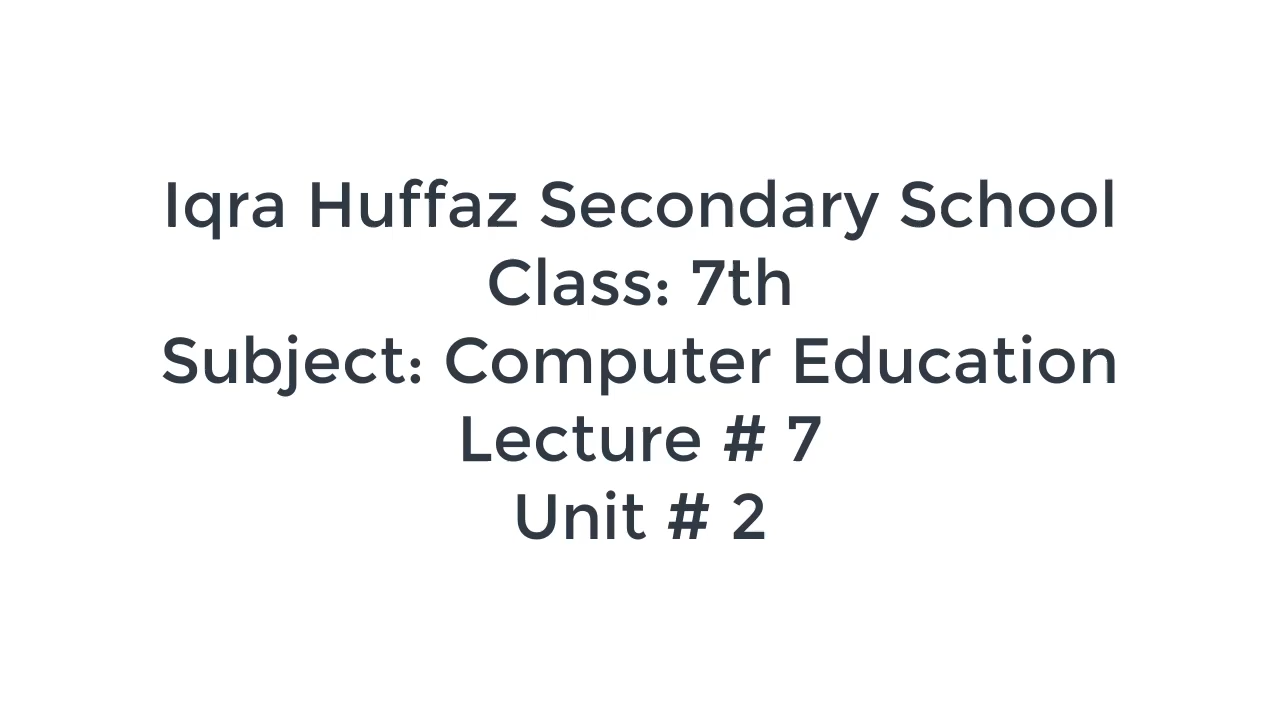 Iqra Huffaz Secondary School
Class: 7th
Subject: Computer Education
Lecture # 7
Unit # 2